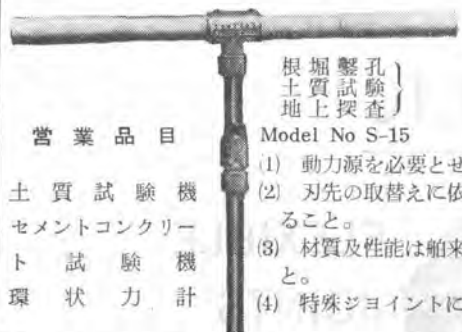 根堀鑿孔
土質試験
地上探査
Model No S-15
(1) 動力源を必要とせ
(2) 刃先の取替えに依
ること。
(3) 材質及性能は舶来
と。
(4) 特殊ジョイントに
営業品目
土質試験機
セメントコンクリー
ト試験機
環状力計